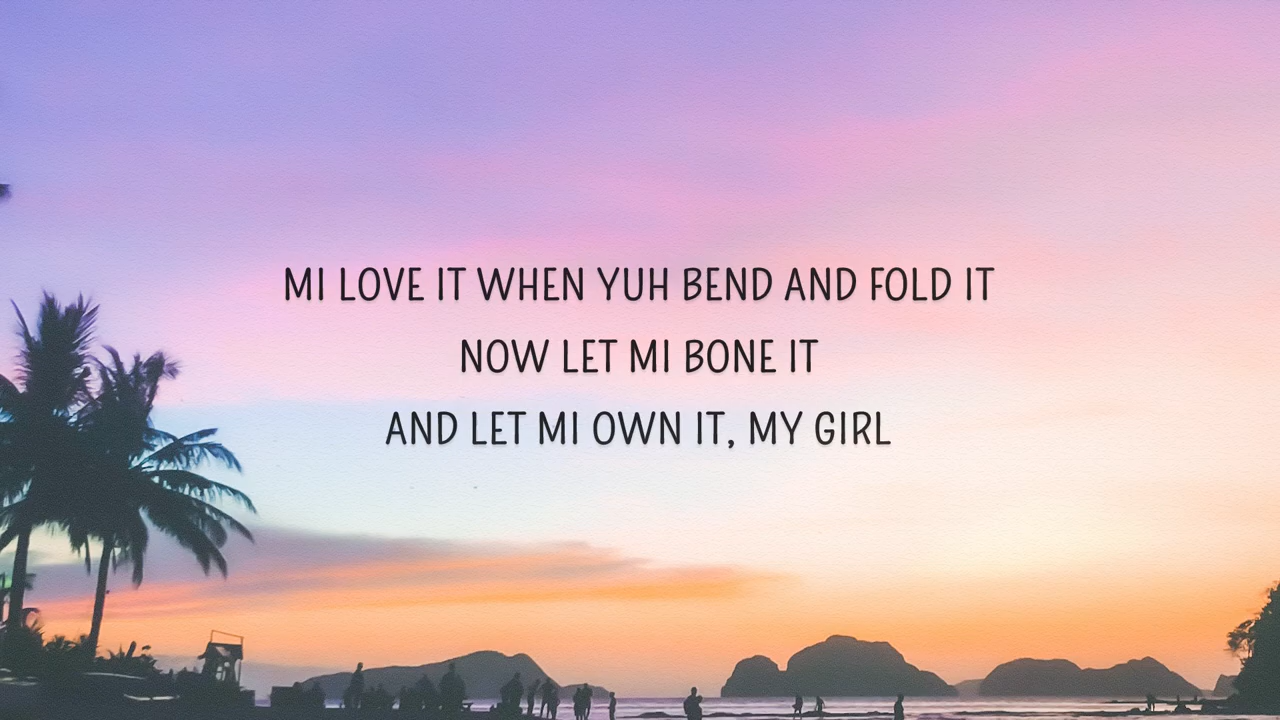 MI LOVE IT WHEN YUH BEND AND FOLD IT
NOW LET MI BONE IT
AND LET MI OWN IT, MY GIRL